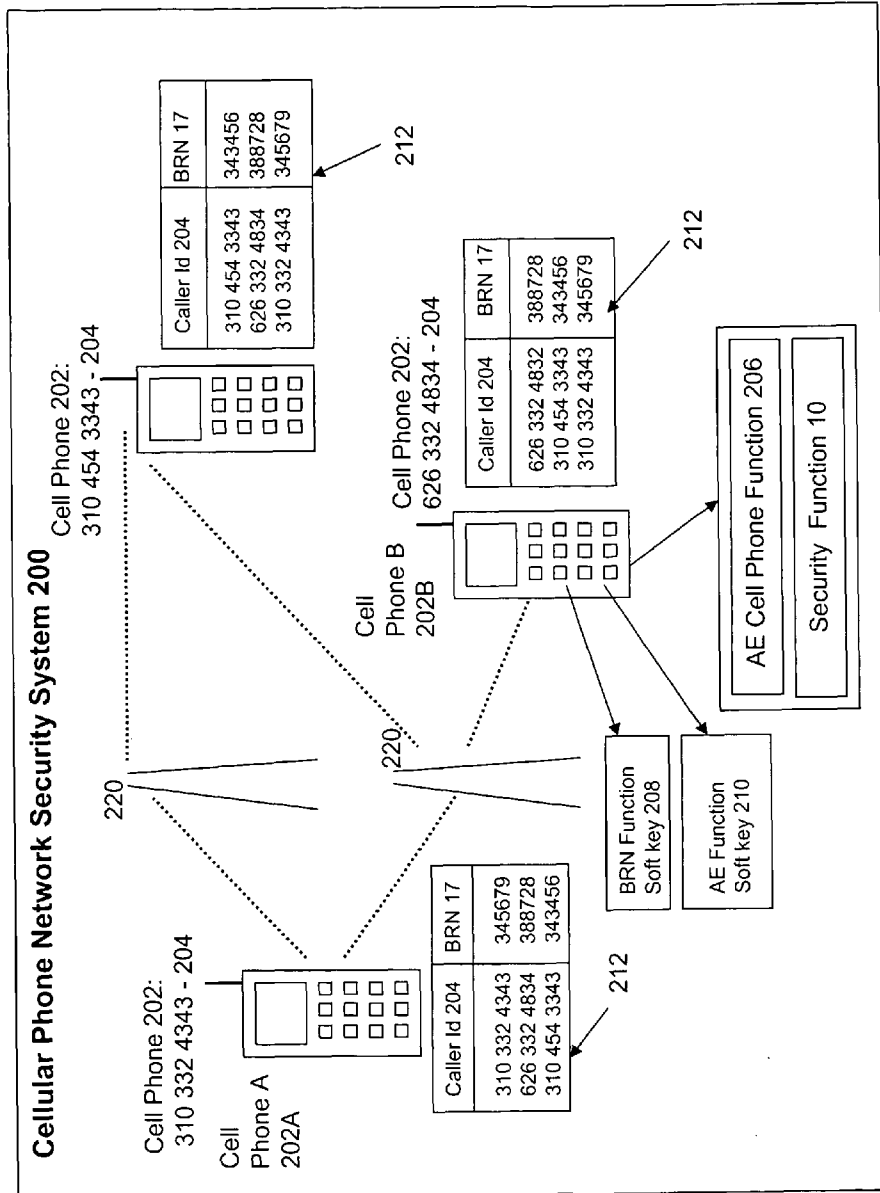 Cellular Phone Network Security System 200
Cell Phone 202:
310 454 3343 - 204
Caller Id 204 BRN 17
310 454 3343 343456
626 332 4834 388728
310 332 4343 345679
212
220
220
Cell Phone 202:
310 332 4343 - 204
Cell
Phone A
202A
Caller Id 204 BRN 17
310 332 4343 345679
626 332 4834 388728
310 454 3343 343456
212
Cell
Phone B
202B
Cell Phone 202:
626 332 4834 - 204
Caller Id 204 BRN 17
626 332 4832 388728
310 454 3343 343456
310 332 4343 345679
212
BRN Function
Soft key 208
AE Function
Soft key 210
AE Cell Phone Function 206
Security Function 10